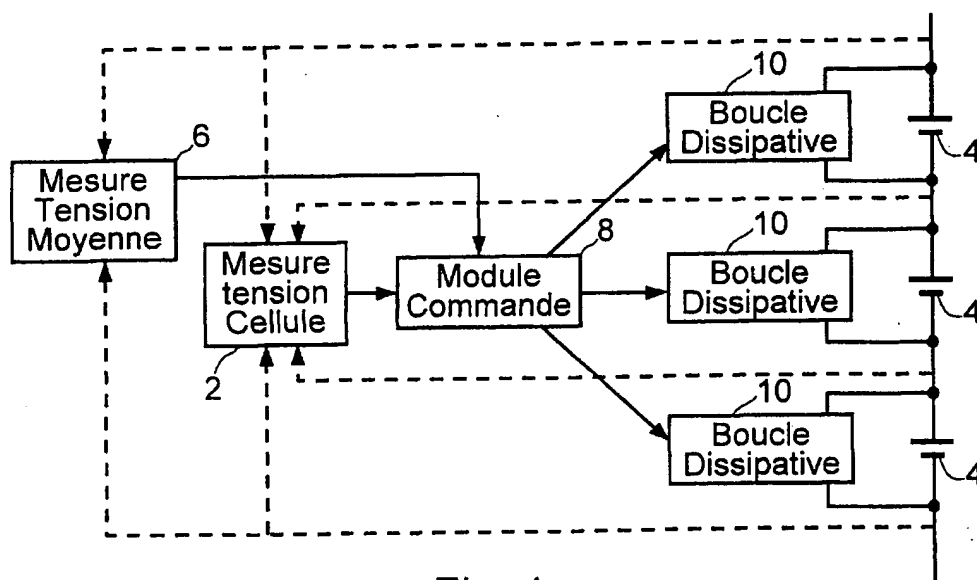 10
Boucle
Dissipative
4
6
Mesure
Tension
Moyenne
10
Boucle
Dissipative
4
8
Module
Commande
Mesure
tension
Cellule
2
10
Boucle
Dissipative
4